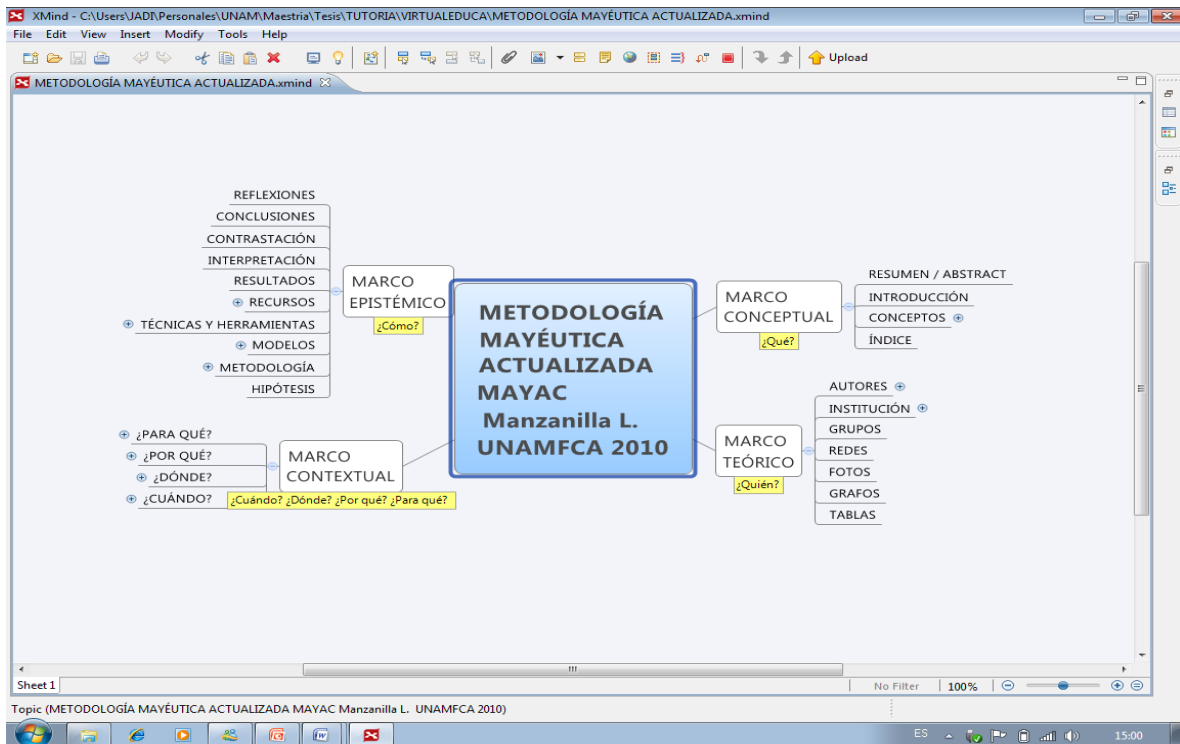 XMind - C:\Users\JADI\Personales\UNAM\Maestria\Tesis\TUTORIA\VIRTUALEDUCA\METODOLOGÍA MAYÉUTICA ACTUALIZADA.xmind
File Edit View Insert Modify Tools Help
Upload
METODOLOGÍA MAYÉUTICA ACTUALIZADA.xmind
REFLEXIONES
CONCLUSIONES
CONTRASTACIÓN
INTERPRETACIÓN
RESULTADOS
RECURSOS
TÉCNICAS Y HERRAMIENTAS
MODELOS
METODOLOGÍA
HIPÓTESIS
MARCO
EPISTÉMICO
¿Cómo?
¿PARA QUÉ?
¿POR QUÉ?
¿DÓNDE?
¿CUÁNDO?
MARCO
CONTEXTUAL
¿Cuándo? ¿Dónde? ¿Por qué? ¿Para qué?
METODOLOGÍA
MAYÉUTICA
ACTUALIZADA
MAYAC
Manzanilla L.
UNAMFCA 2010
MARCO
CONCEPTUAL
¿Qué?
RESUMEN / ABSTRACT
INTRODUCCIÓN
CONCEPTOS
ÍNDICE
MARCO
TEÓRICO
¿Quién?
AUTORES
INSTITUCIÓN
GRUPOS
REDES
FOTOS
GRAFOS
TABLAS
Sheet 1
No Filter 100%
Topic (METODOLOGÍA MAYÉUTICA ACTUALIZADA MAYAC Manzanilla L. UNAMFCA 2010)
ES 15:00